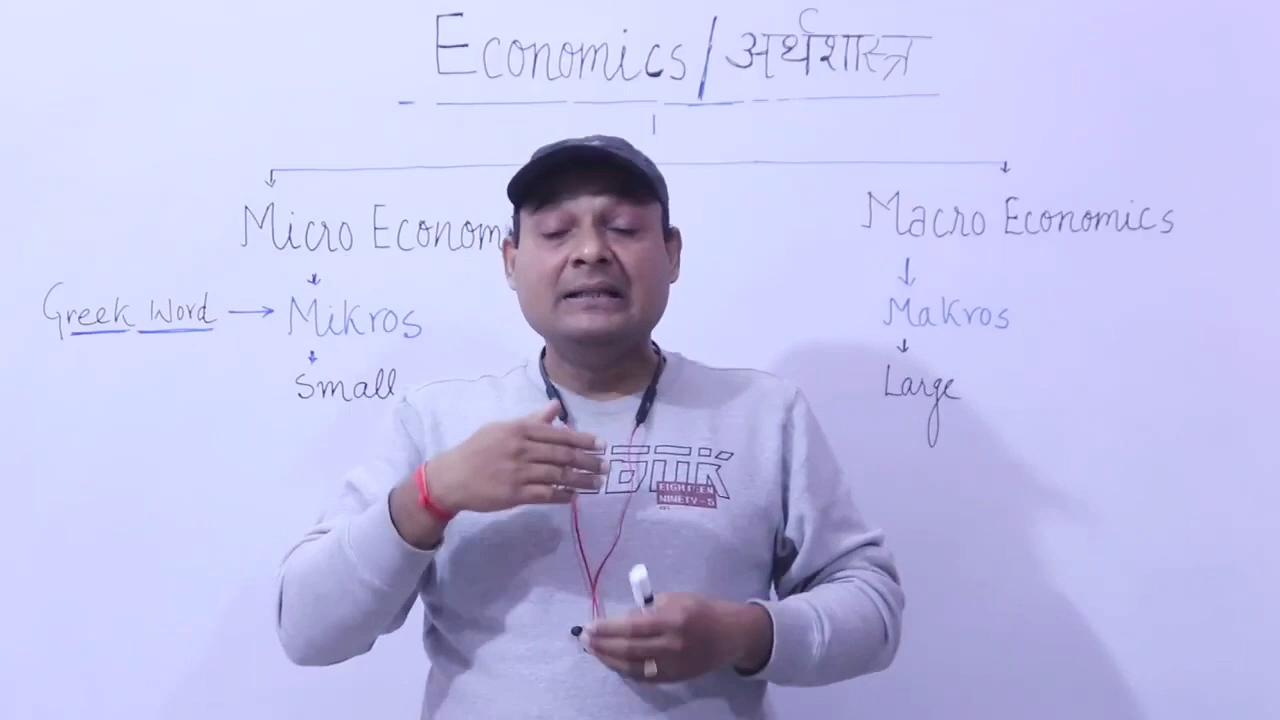 Economics/अर्थशास्त्र
Micro Econom
Macro Economics
Greek Word → Mikros
Makros
Small
Large
EIGHTEEN
NINETY-5